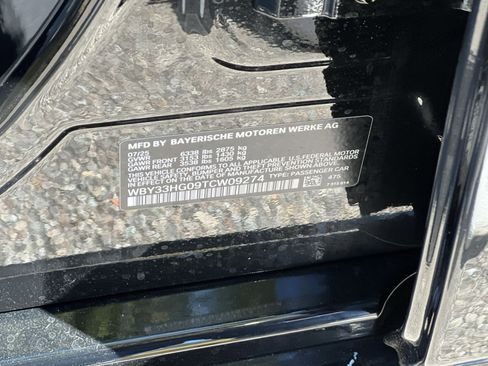 MFD BY BAYERISCHE MOTOREN WERKE AG
07/25
GVWR 6338 lbs 2875 kg
GAWR FRONT 3153 lbs 1430 kg
GAWR REAR 3538 lbs 1605 kg
THIS VEHICLE CONFORMS TO ALL APPLICABLE U.S. FEDERAL MOTOR
VEHICLE SAFETY, BUMPER, AND THEFT PREVENTION STANDARDS
IN EFFECT ON THE DATE OF MANUFACTURE SHOWN ABOVE.
WBY33HG09TCW09274 TYPE: PASSENGER CAR
475